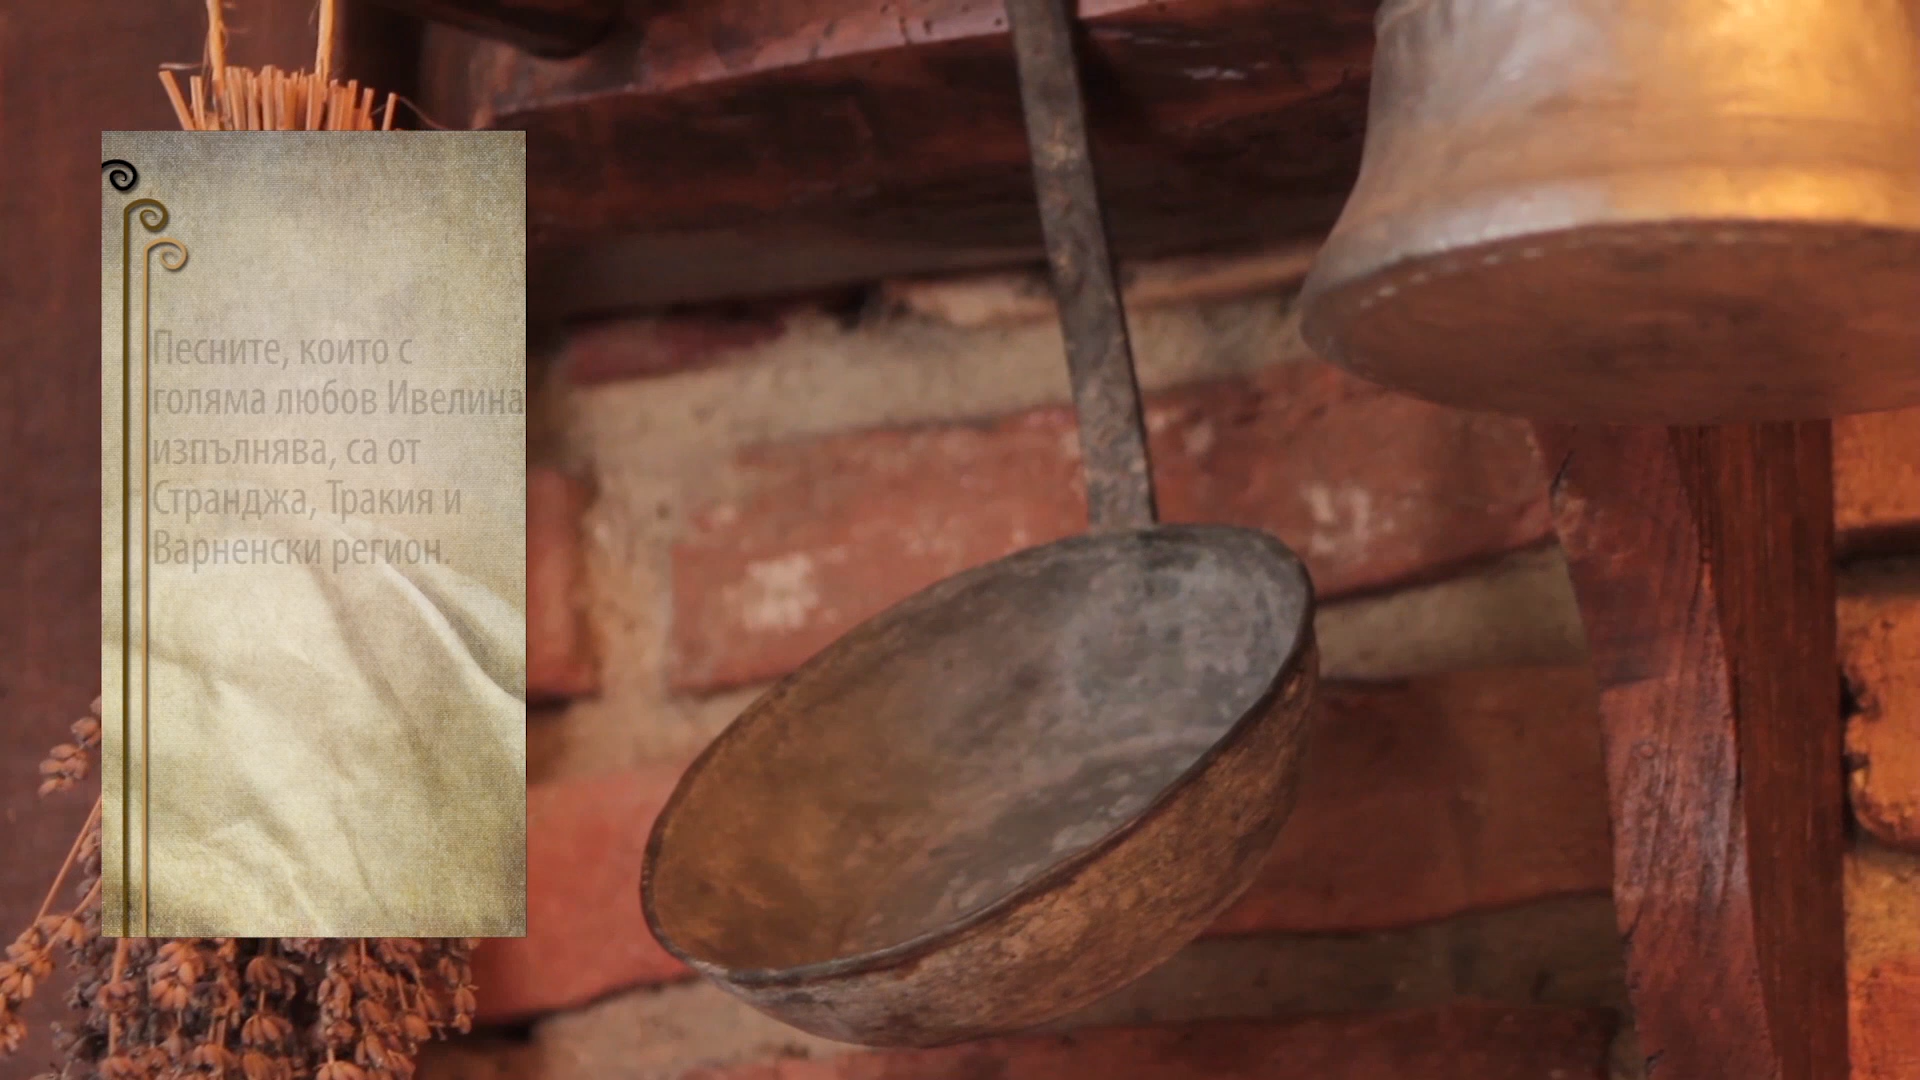 Песните, които с
голяма любов Ивелина
изпълнява, са от
Странджа, Тракия и
Варненски регион.